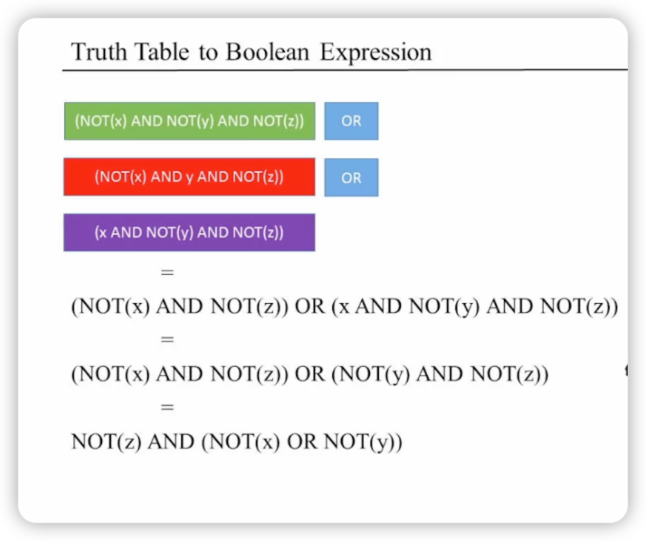 Truth Table to Boolean Expression
(NOT(x) AND NOT(y) AND NOT(z)) OR
(NOT(x) AND y AND NOT(z)) OR
(x AND NOT(y) AND NOT(z))
=
(NOT(x) AND NOT(z)) OR (x AND NOT(y) AND NOT(z))
=
(NOT(x) AND NOT(z)) OR (NOT(y) AND NOT(z))
=
NOT(z) AND (NOT(x) OR NOT(y))